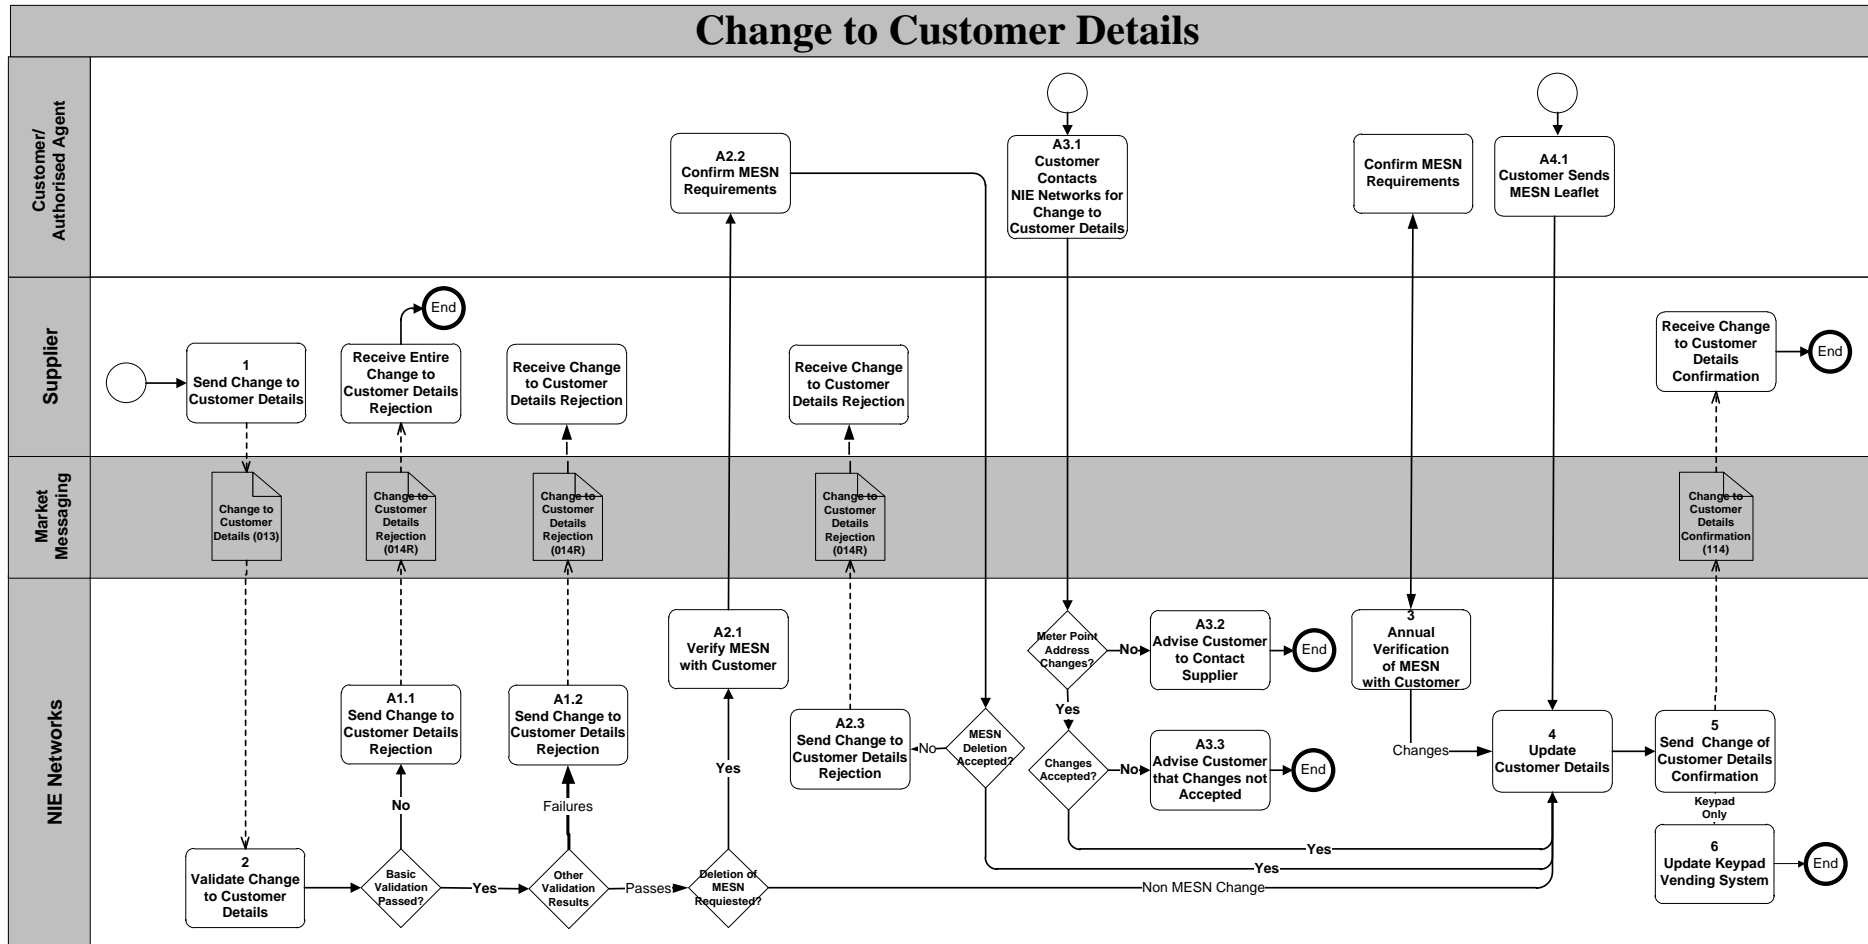 Change to Customer Details
Customer/
Authorised Agent
A2.2
Confirm MESN
Requirements
A3.1
Customer
Contacts
NIE Networks for
Change to
Customer Details
Confirm MESN
Requirements
A4.1
Customer Sends
MESN Leaflet
Supplier
1
Send Change to
Customer Details
Receive Entire
Change to
Customer Details
Rejection
End
Receive Change
to Customer
Details Rejection
Receive Change
to Customer
Details Rejection
Receive Change
to Customer
Details
Confirmation
End
Market
Messaging
Change to
Customer
Details (013)
Change to
Customer
Details
Rejection
(014R)
Change to
Customer
Details
Rejection
(014R)
Change to
Customer
Details
Rejection
(014R)
Change to
Customer
Details
Confirmation
(114)
NIE Networks
2
Validate Change
to Customer
Details
Basic
Validation
Passed?
No
A1.1
Send Change to
Customer Details
Rejection
Yes
Other
Validation
Results
Failures
A1.2
Send Change to
Customer Details
Rejection
Passes
Deletion of
MESN
Requiested?
Yes
A2.1
Verify MESN
with Customer
Non MESN Change
A2.3
Send Change to
Customer Details
Rejection
No
MESN
Deletion
Accepted?
Yes
Meter Point
Address
Changes?
No
A3.2
Advise Customer
to Contact
Supplier
End
Yes
Changes
Accepted?
No
A3.3
Advise Customer
that Changes not
Accepted
End
Yes
3
Annual
Verification
of MESN
with Customer
Changes
4
Update
Customer Details
5
Send Change of
Customer Details
Confirmation
Keypad
Only
6
Update Keypad
Vending System
End